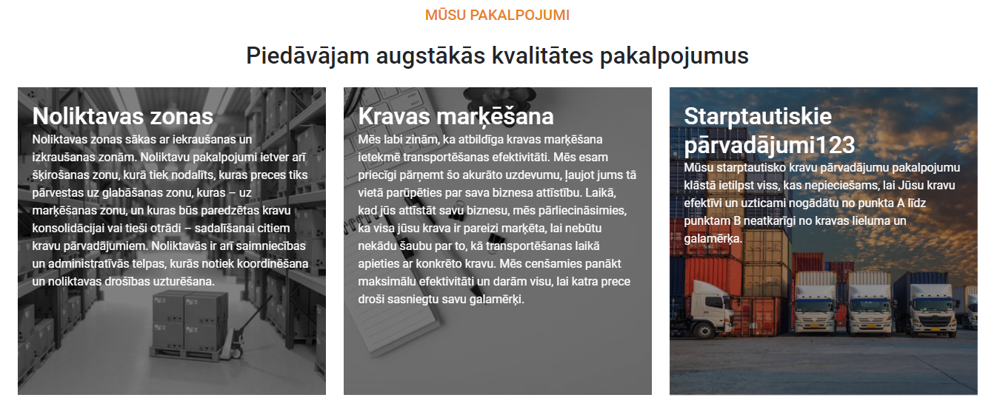 MŪSU PAKALPOJUMI
Piedāvājam augstākās kvalitātes pakalpojumus
Noliktavas zonas
Noliktavas zonas sākas ar iekraušanas un
izkraušanas zonām. Noliktavu pakalpojumi ietver arī
šķirošanas zonu, kurā tiek nodalīts, kuras preces tiks
pārvestas uz glabāšanas zonu, kuras – uz
marķēšanas zonu, un kuras būs paredzētas kravu
konsolidācijai vai tieši otrādi – sadalīšanai citiem
kravu pārvadājumiem. Noliktavās ir arī saimniecības
un administratīvās telpas, kurās notiek koordinēšana
un noliktavas drošības uzturēšana.
Kravas marķēšana
Mēs labi zinām, ka atbildīga kravas marķēšana
ietekmē transportēšanas efektivitāti. Mēs esam
priecīgi pārņemt šo akurāto uzdevumu, ļaujot jums tā
vietā parūpēties par sava biznesa attīstību. Laikā,
kad jūs attīstāt savu biznesu, mēs pārliecināsimies,
ka visa jūsu krava ir pareizi marķēta, lai nebūtu
nekādu šaubu par to, kā transportēšanas laikā
apieties ar konkrēto kravu. Mēs cenšamies panākt
maksimālu efektivitāti un darām visu, lai katra prece
droši sasniegtu savu galamērķi.
Starptautiskie
pārvadājumi123
Mūsu starptautisko kravu pārvadājumu pakalpojumu
klāstā ietilpst viss, kas nepieciešams, lai Jūsu kravu
efektīvi un uzticami nogādātu no punkta A līdz
punktam B neatkarīgi no kravas lieluma un
galamērķa.